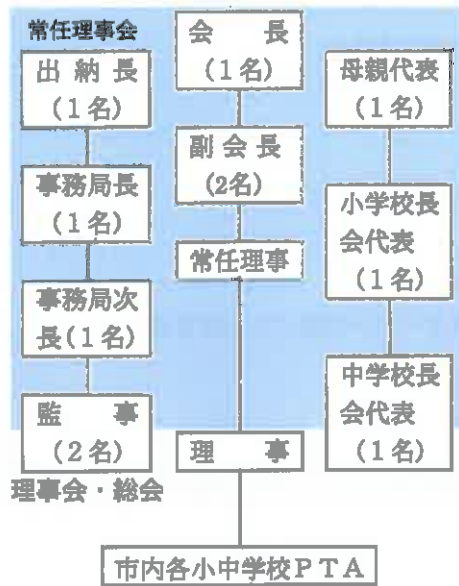 常任理事会
出納長
(1名)
事務局長
(1名)
事務局次
長(1名)
監事
(2名)
理事会・総会
会長
(1名)
副会長
(2名)
常任理事
理事
母親代表
(1名)
小学校長
会代表
(1名)
中学校長
会代表
(1名)
市内各小中学校PTA